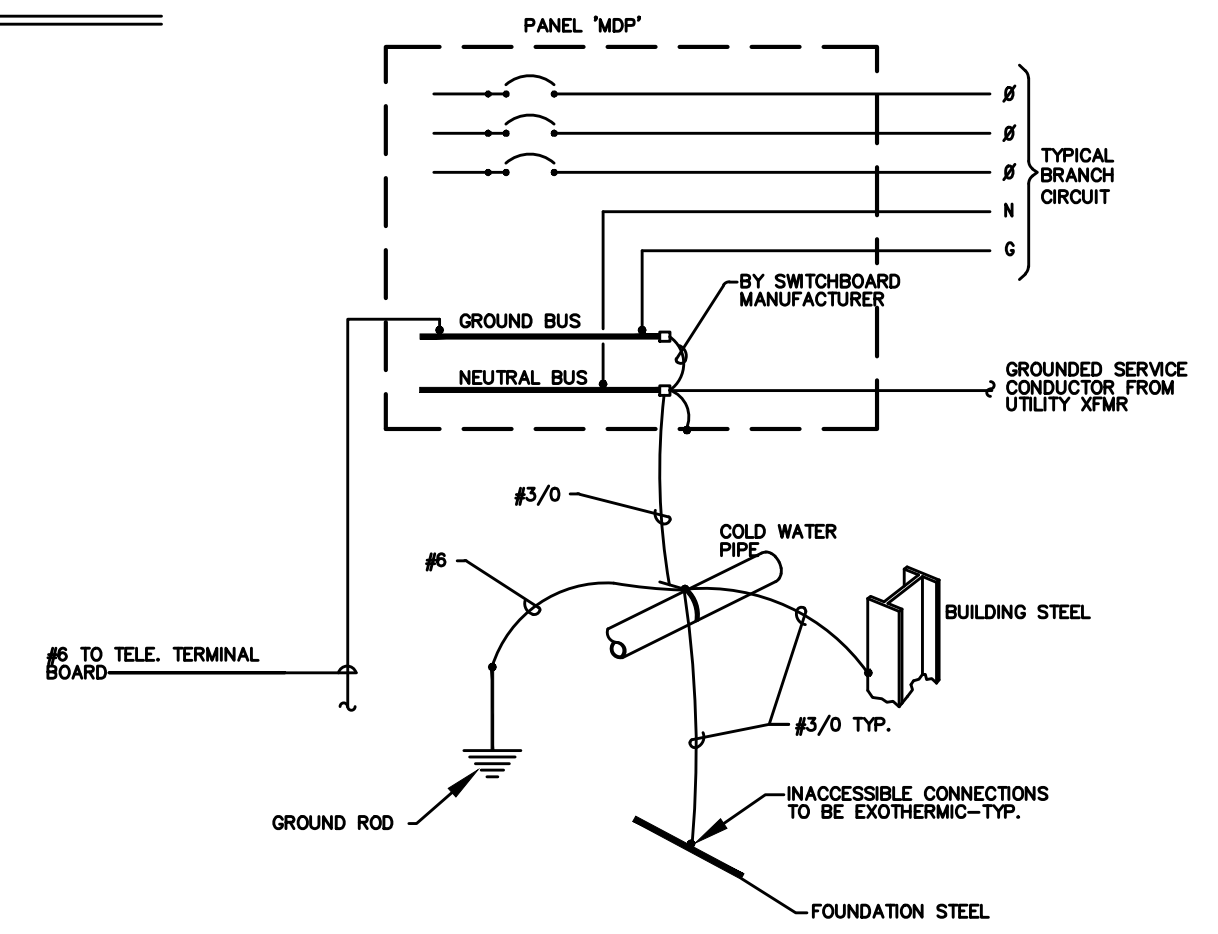 PANEL 'MDP'
Ø
Ø
Ø
N
G
TYPICAL
BRANCH
CIRCUIT
BY SWITCHBOARD
MANUFACTURER
GROUND BUS
NEUTRAL BUS
GROUNDED SERVICE
CONDUCTOR FROM
UTILITY XFMR
#3/0
COLD WATER
PIPE
#6
BUILDING STEEL
#6 TO TELE. TERMINAL
BOARD
#3/0 TYP.
INACCESSIBLE CONNECTIONS
TO BE EXOTHERMIC-TYP.
GROUND ROD
FOUNDATION STEEL